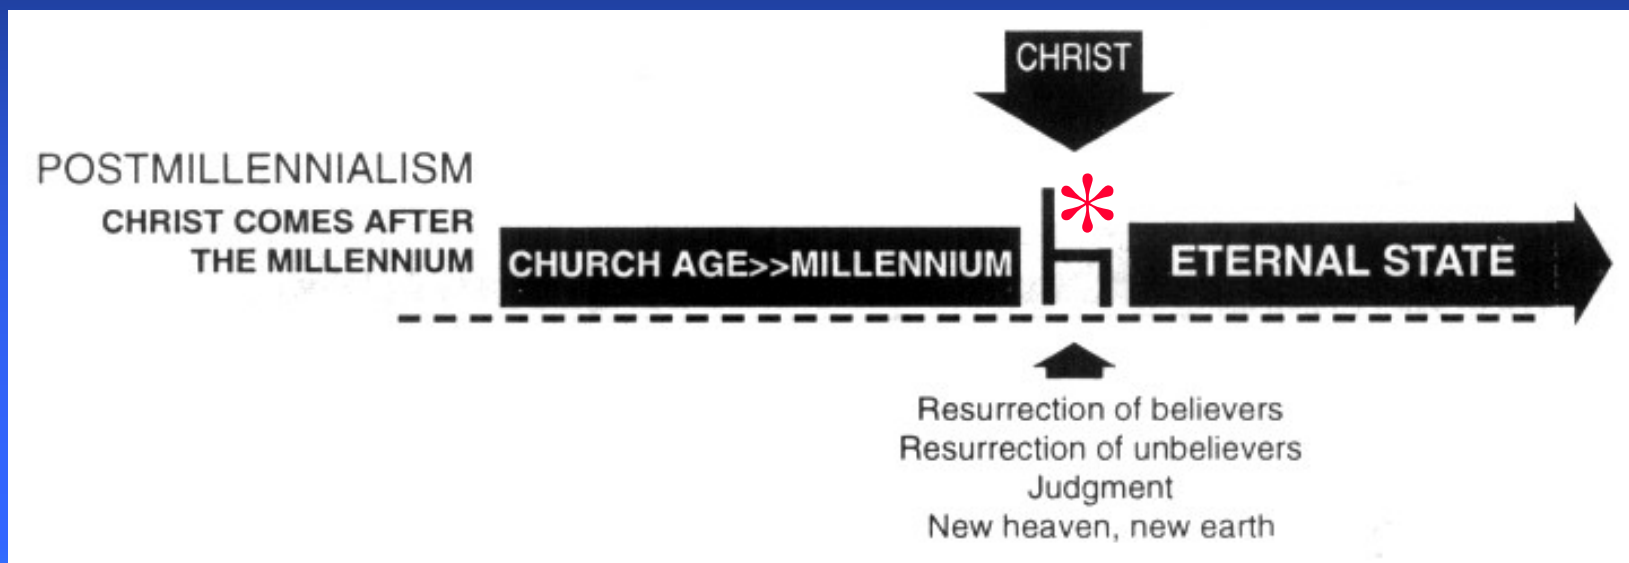 CHRIST
POSTMILLENNIALISM
CHRIST COMES AFTER
THE MILLENNIUM
CHURCH AGE>>MILLENNIUM
*
ETERNAL STATE
Resurrection of believers
Resurrection of unbelievers
Judgment
New heaven, new earth